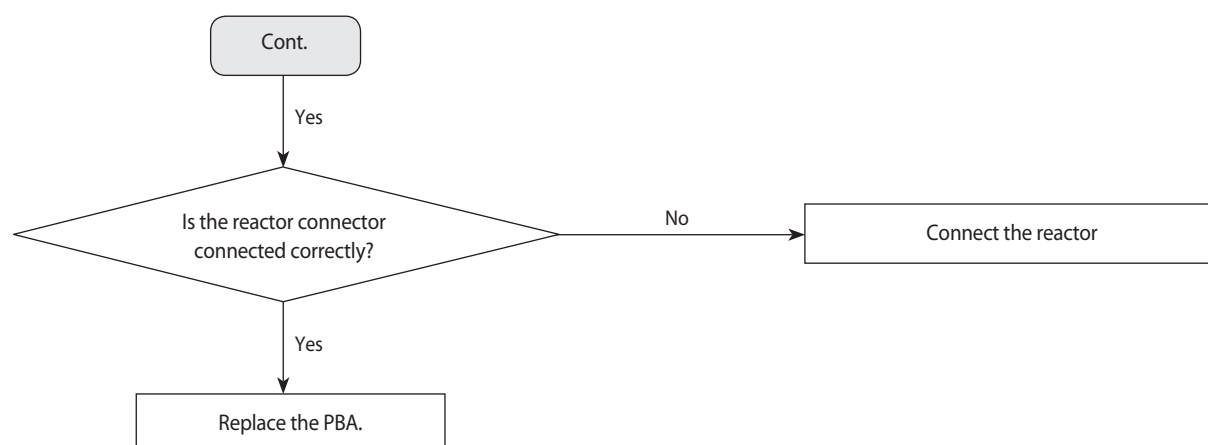 Cont.
Yes
Is the reactor connector
connected correctly?
No
Connect the reactor
Yes
Replace the PBA.